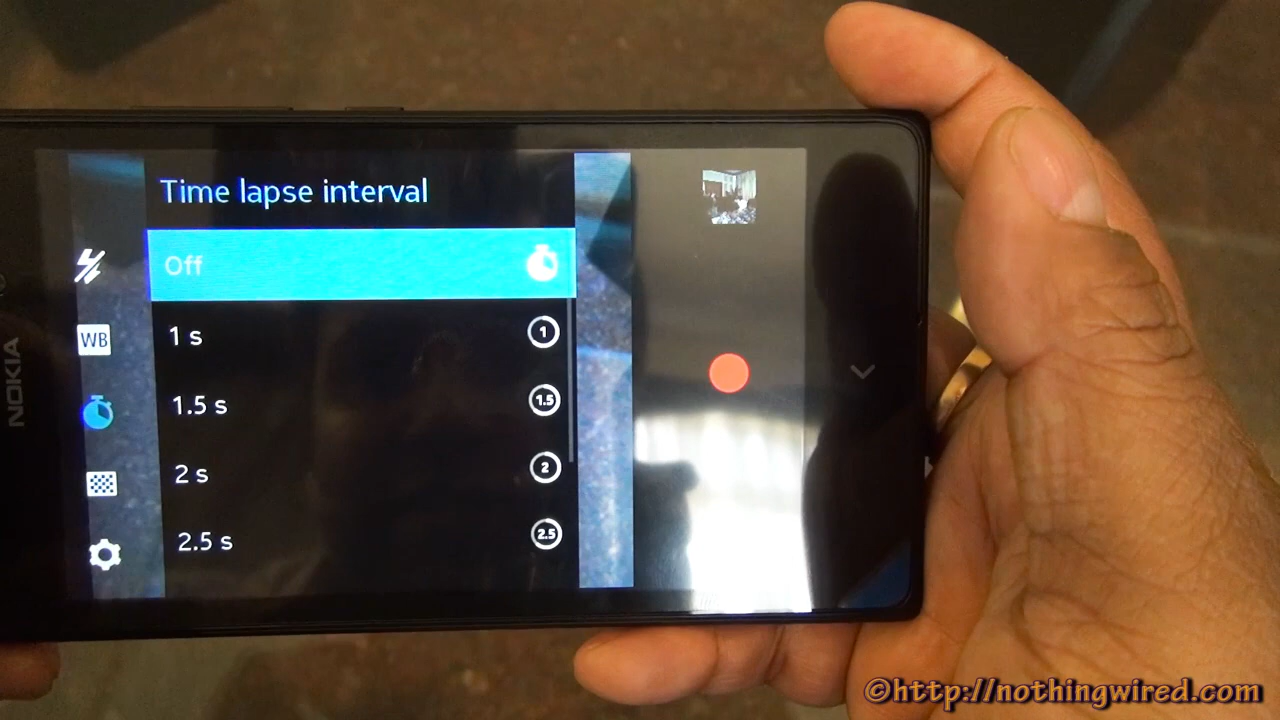 Time lapse interval
Off
1 s
1
1.5 s
1.5
2 s
2
2.5 s
2.5
WB
NOKIA
©http://nothingwired.com